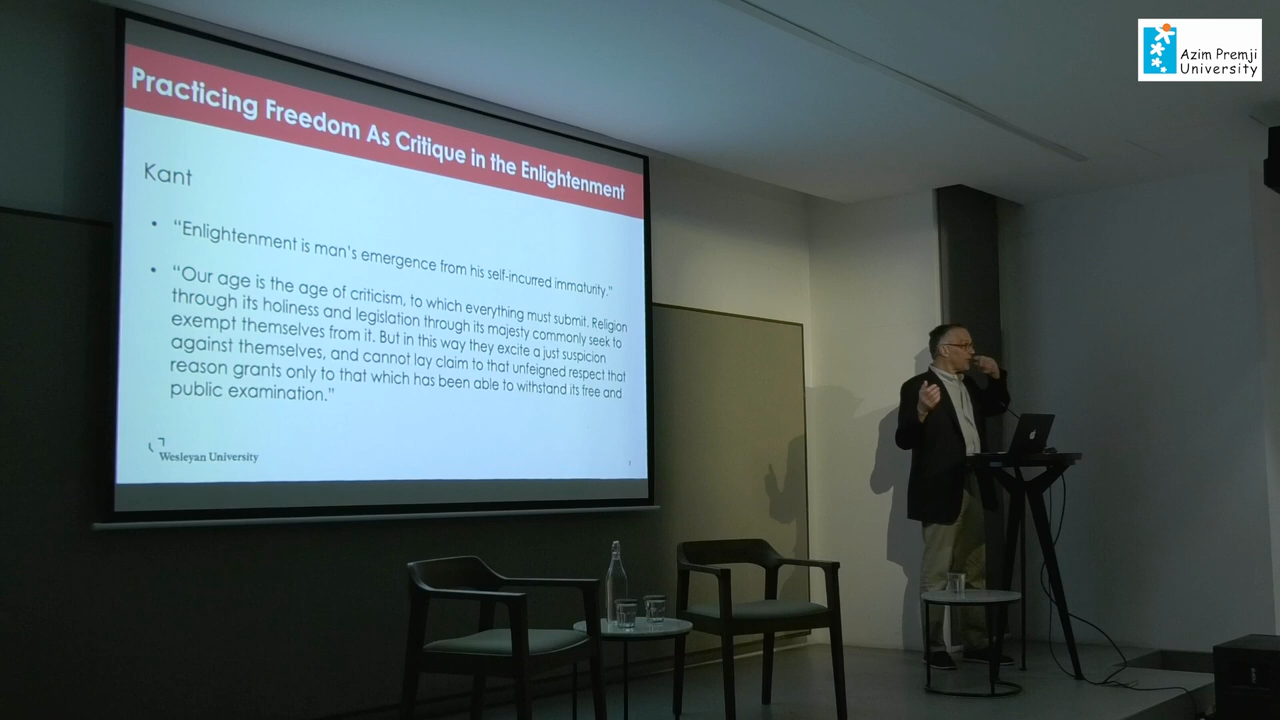 Practicing Freedom As Critique in the Enlightenment
Kant
• “Enlightenment is man’s emergence from his self-incurred immaturity.”
• “Our age is the age of criticism, to which everything must submit. Religion
through its holiness and legislation through its majesty commonly seek to
exempt themselves from it. But in this way they excite a just suspicion
against themselves, and cannot lay claim to that unfeigned respect that
reason grants only to that which has been able to withstand its free and
public examination.”
Wesleyan University
Azim Premji
University